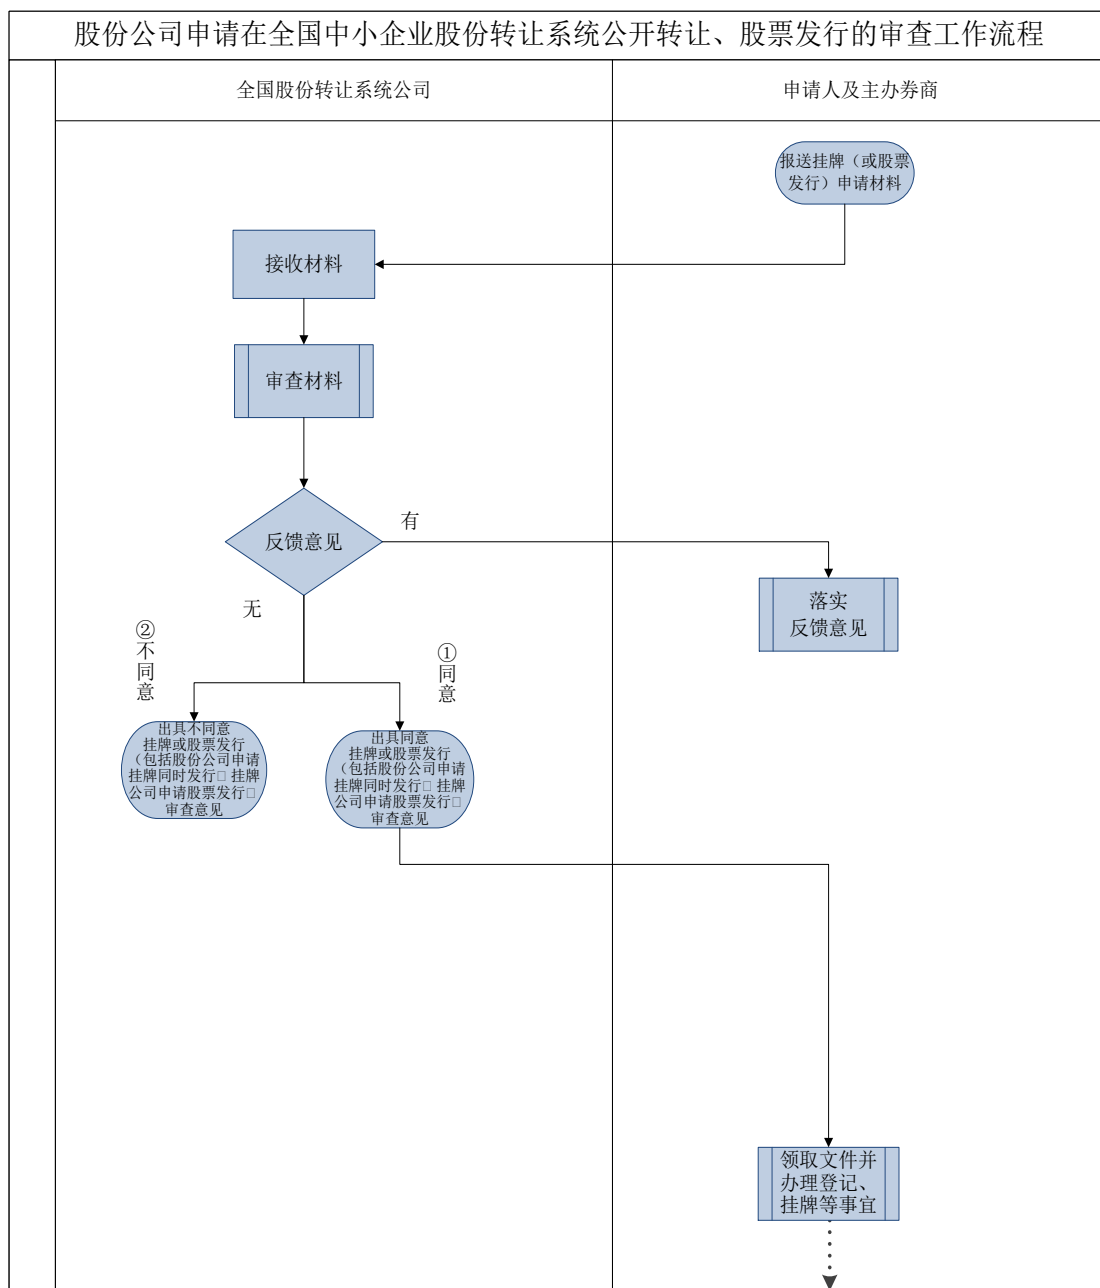 股份公司申请在全国中小企业股份转让系统公开转让、股票发行的审查工作流程
全国股份转让系统公司
申请人及主办券商
报送挂牌（或股票
发行）申请材料
接收材料
审查材料
反馈意见
有
无
落实
反馈意见
②不同意
①同意
出具不同意
挂牌或股票发行
（包括股份公司申请
挂牌同时发行□ 挂牌
公司申请股票发行□
审查意见
出具同意
挂牌或股票发行
（包括股份公司申请
挂牌同时发行□ 挂牌
公司申请股票发行□
审查意见
领取文件并
办理登记、
挂牌等事宜